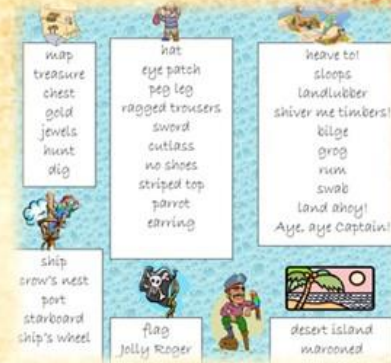 map
treasure
chest
gold
jewels
hunt
dig
hat
eye patch
peg leg
ragged trousers
sword
cutlass
no shoes
striped top
parrot
earring
heave to!
sloops
landlubber
shiver me timbers!
bilge
grog
rum
swab
land ahoy!
Aye, aye Captain!
ship
crow's nest
port
starboard
ship's wheel
flag
Jolly Roger
desert island
marooned